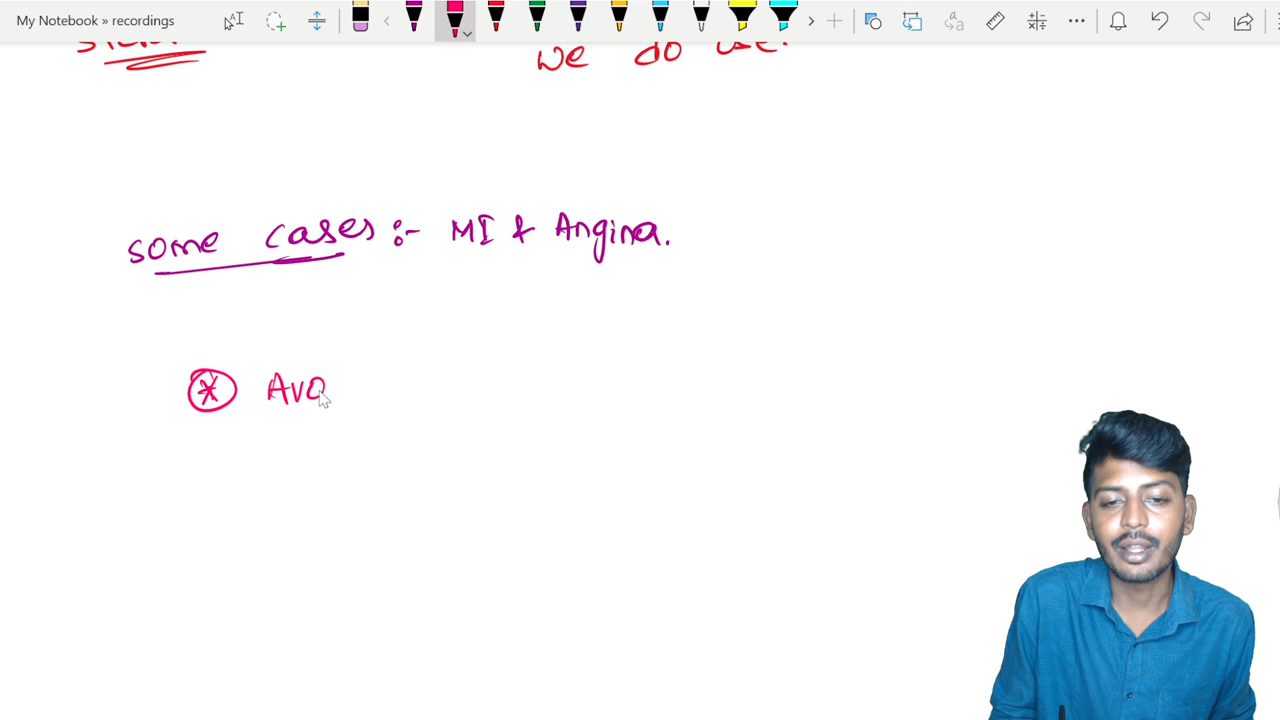 My Notebook » recordings
we do use.
some cases :- MI & Angina.
* Avo